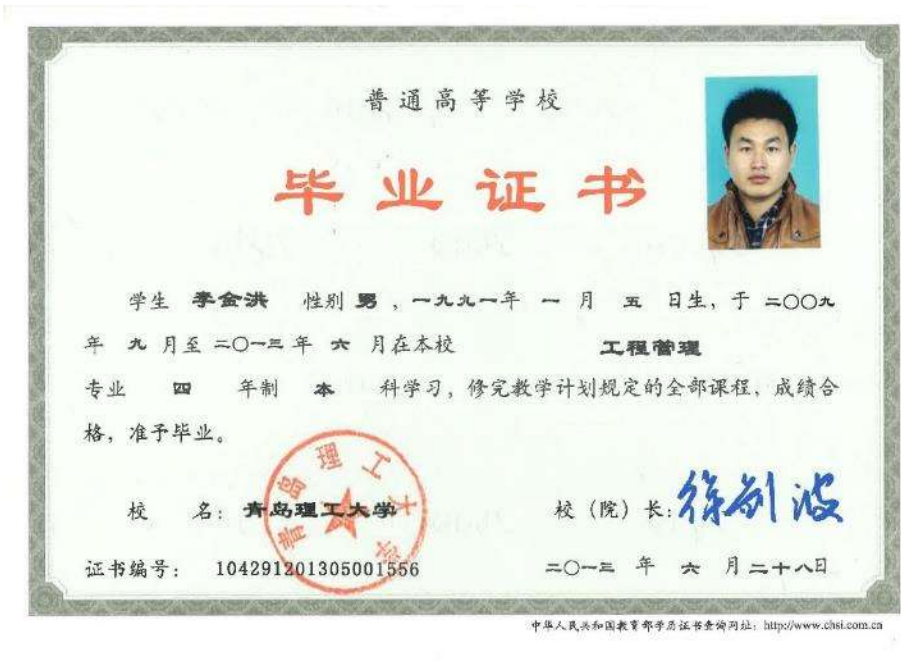 普通高等学校
毕业证书
学生 李金洪 性别 男 ，一九九一年 一 月 五 日生，于 二〇〇九
年 九 月至 二〇一三 年 六 月在本校 工程管理
专业 四 年制 本 科学习，修完教学计划规定的全部课程，成绩合
格，准予毕业。
青岛理工大学
校 名：青岛理工大学 校（院）长：徐剑波
证书编号： 104291201305001556 二〇一三 年 六 月 二十八日
中华人民共和国教育部学历证书查询网址：http://www.chsi.com.cn